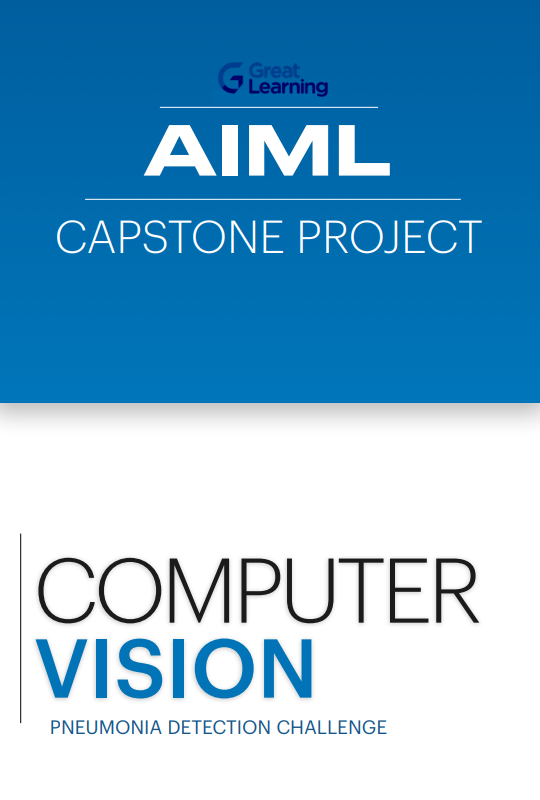 Great
Learning
AIML
CAPSTONE PROJECT
COMPUTER
VISION
PNEUMONIA DETECTION CHALLENGE